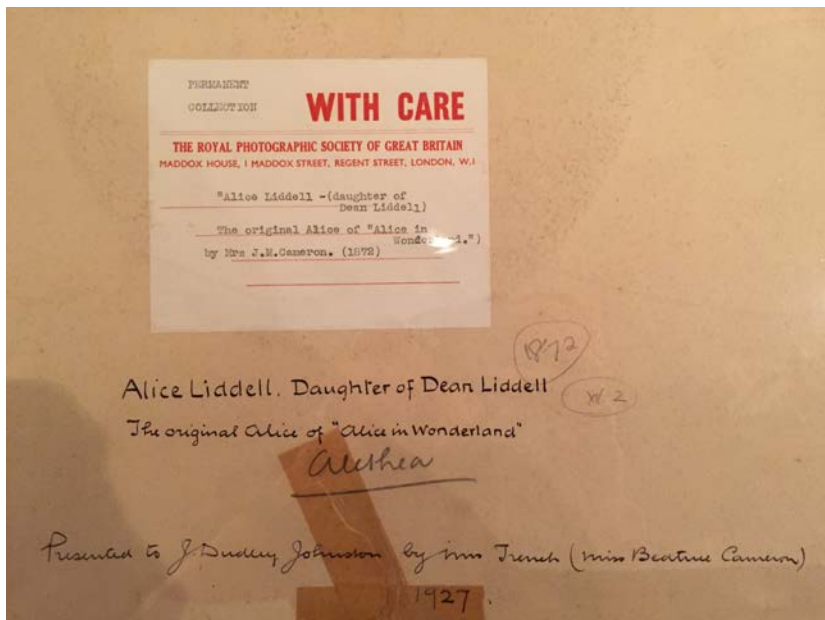 PERMANENT
COLLECTION
WITH CARE
THE ROYAL PHOTOGRAPHIC SOCIETY OF GREAT BRITAIN
MADDOX HOUSE, 1 MADDOX STREET, REGENT STREET, LONDON, W.1
"Alice Liddell -(daughter of
Dean Liddell)
The original Alice of "Alice in
Wonderland.")
by Mrs J.M.Cameron. (1872)
1872
Alice Liddell. Daughter of Dean Liddell
The original Alice of "Alice in Wonderland"
Alethea
Presented to J. Dudley Johnston by Mrs Trench (Miss Beatrice Cameron)
1927.